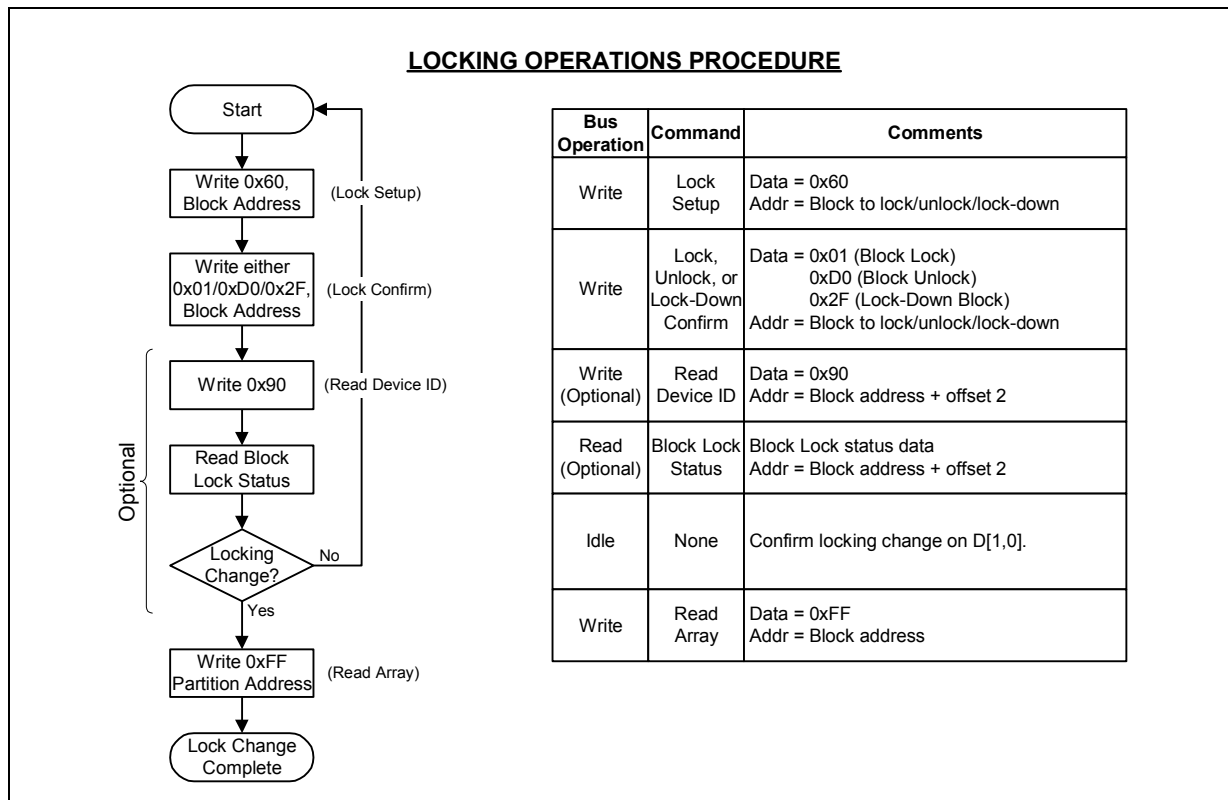 LOCKING OPERATIONS PROCEDURE
Start
Write 0x60,
Block Address
(Lock Setup)
Write either
0x01/0xD0/0x2F,
Block Address
(Lock Confirm)
Optional
Write 0x90
(Read Device ID)
Read Block
Lock Status
Locking
Change?
No
Yes
Write 0xFF
Partition Address
(Read Array)
Lock Change
Complete
Bus
Operation
Command
Comments
Write
Lock
Setup
Data = 0x60
Addr = Block to lock/unlock/lock-down
Write
Lock,
Unlock, or
Lock-Down
Confirm
Data = 0x01 (Block Lock)
0xD0 (Block Unlock)
0x2F (Lock-Down Block)
Addr = Block to lock/unlock/lock-down
Write
(Optional)
Read
Device ID
Data = 0x90
Addr = Block address + offset 2
Read
(Optional)
Block Lock
Status
Block Lock status data
Addr = Block address + offset 2
Idle
None
Confirm locking change on D[1,0].
Write
Read
Array
Data = 0xFF
Addr = Block address